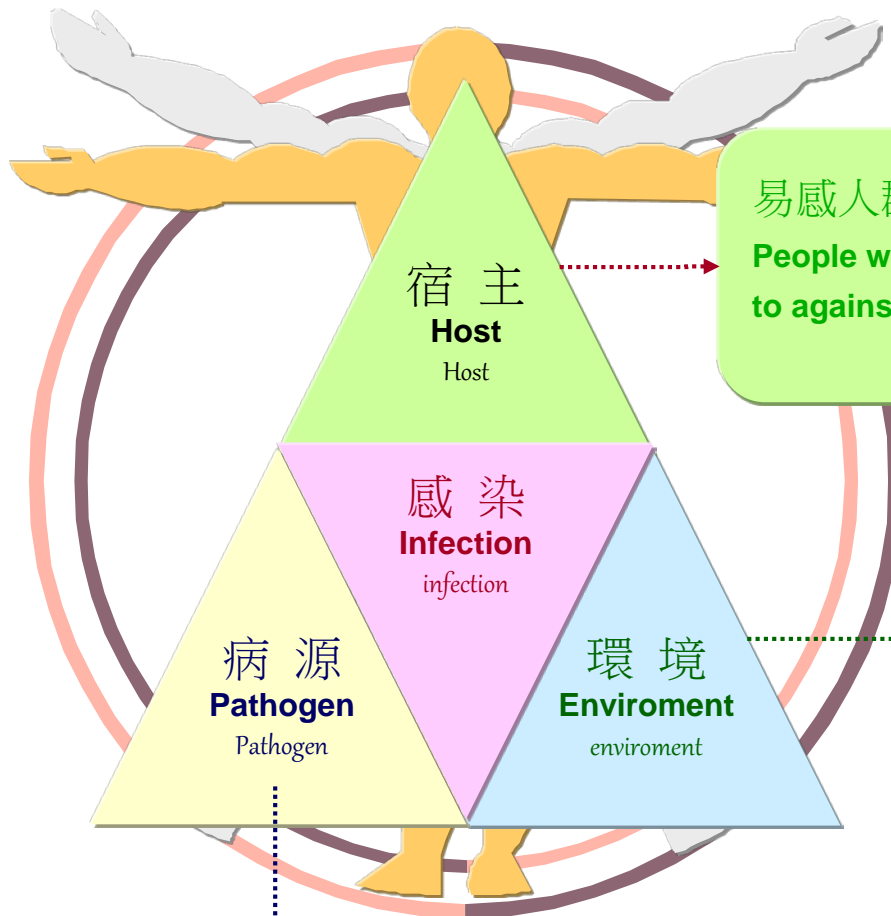 易感人
People
to
宿 主
Host
Host
感 染
Infection
infection
病 源
Pathogen
Pathogen
環 境
Enviroment
enviroment